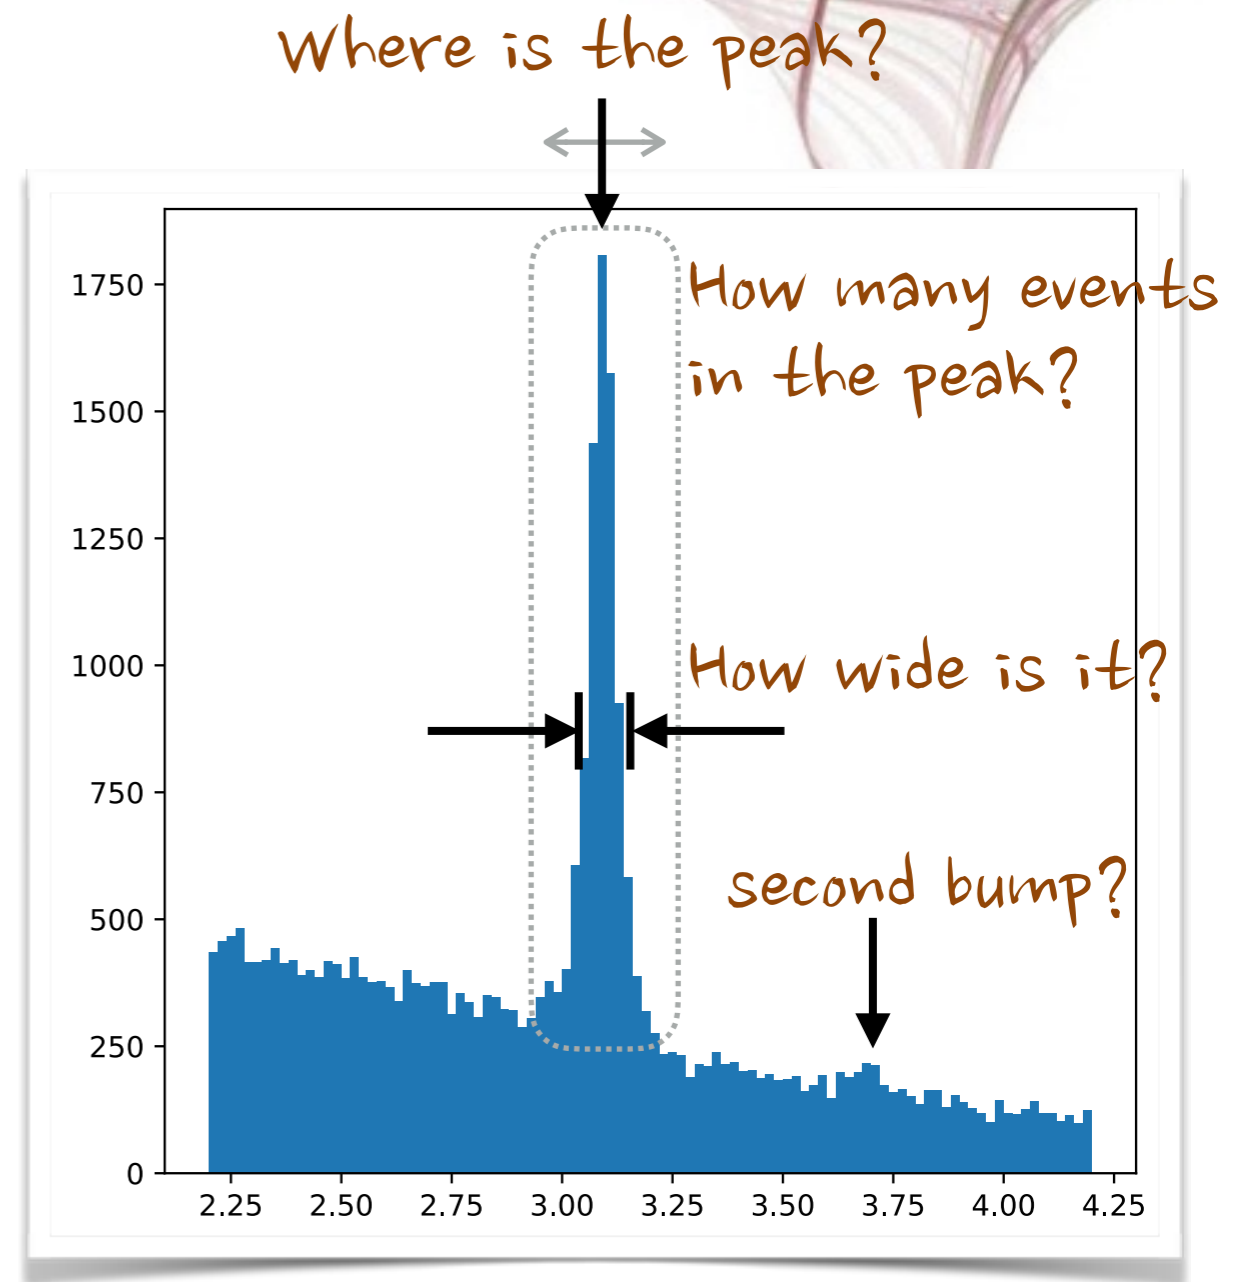 Where is the peak?
1750
How many events
in the peak?
1500
1250
1000
How wide is it?
750
second bump?
500
250
0
2.25 2.50 2.75 3.00 3.25 3.50 3.75 4.00 4.25